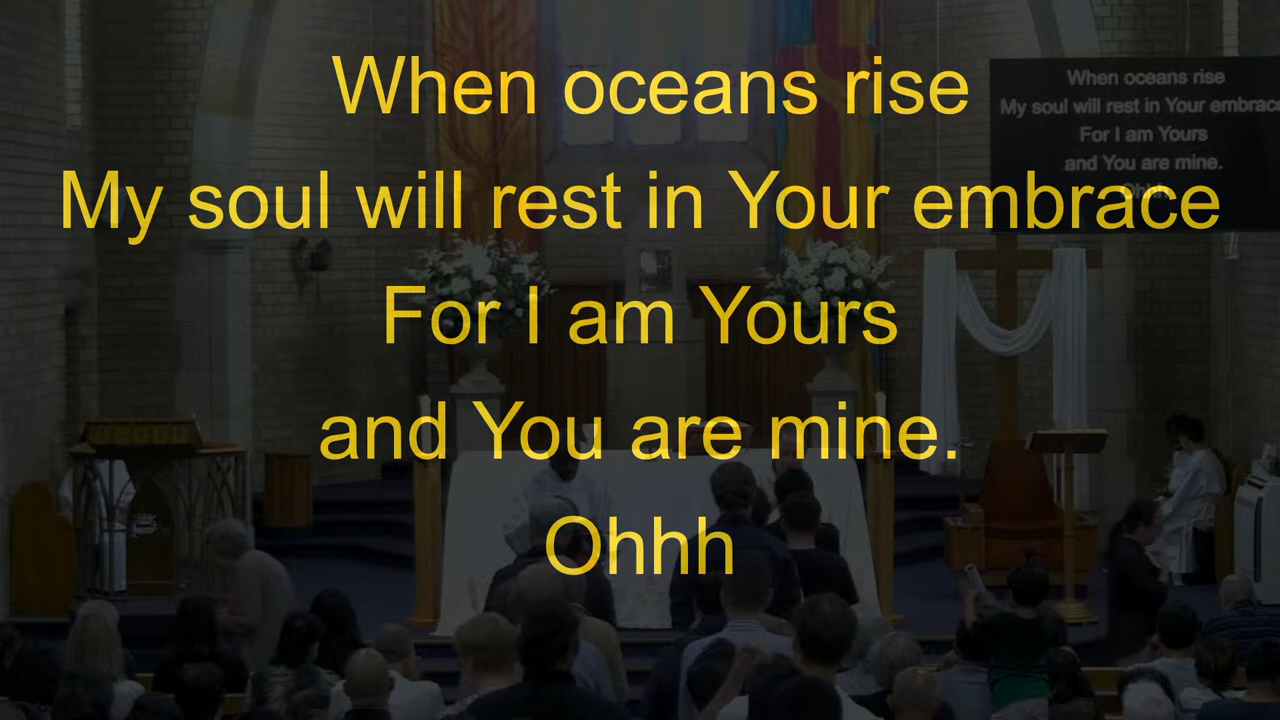 When oceans rise
My soul will rest in Your embrace
For I am Yours
and You are mine.
Ohhh
When oceans rise
My soul will rest in Your embrace
For I am Yours
and You are mine.
Ohhh